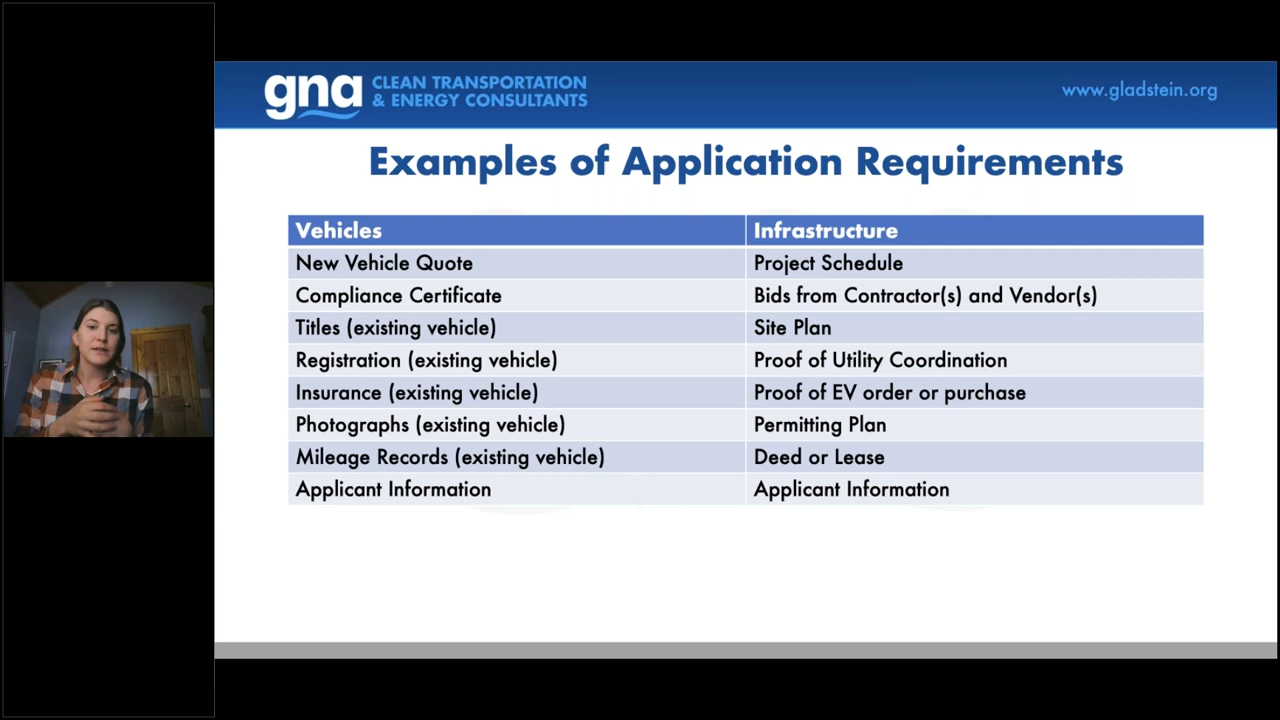 gna CLEAN TRANSPORTATION
& ENERGY CONSULTANTS
www.gladstein.org
Examples of Application Requirements
Vehicles Infrastructure
New Vehicle Quote Project Schedule
Compliance Certificate Bids from Contractor(s) and Vendor(s)
Titles (existing vehicle) Site Plan
Registration (existing vehicle) Proof of Utility Coordination
Insurance (existing vehicle) Proof of EV order or purchase
Photographs (existing vehicle) Permitting Plan
Mileage Records (existing vehicle) Deed or Lease
Applicant Information Applicant Information